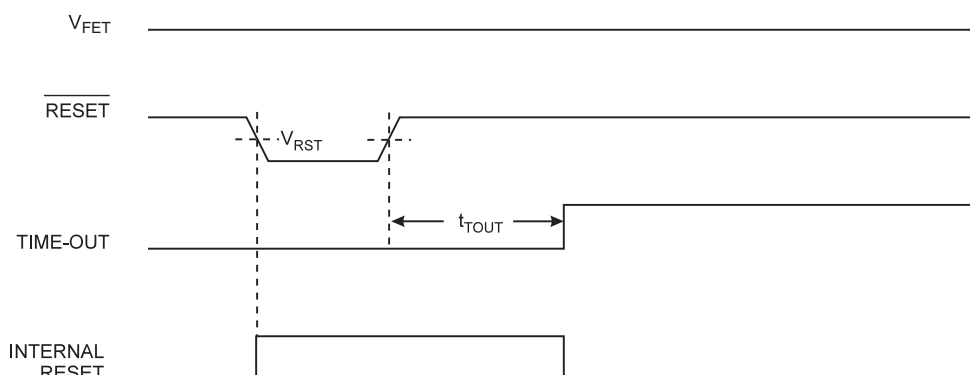 VFET
RESET
VRST
tTOUT
TIME-OUT
INTERNAL
RESET